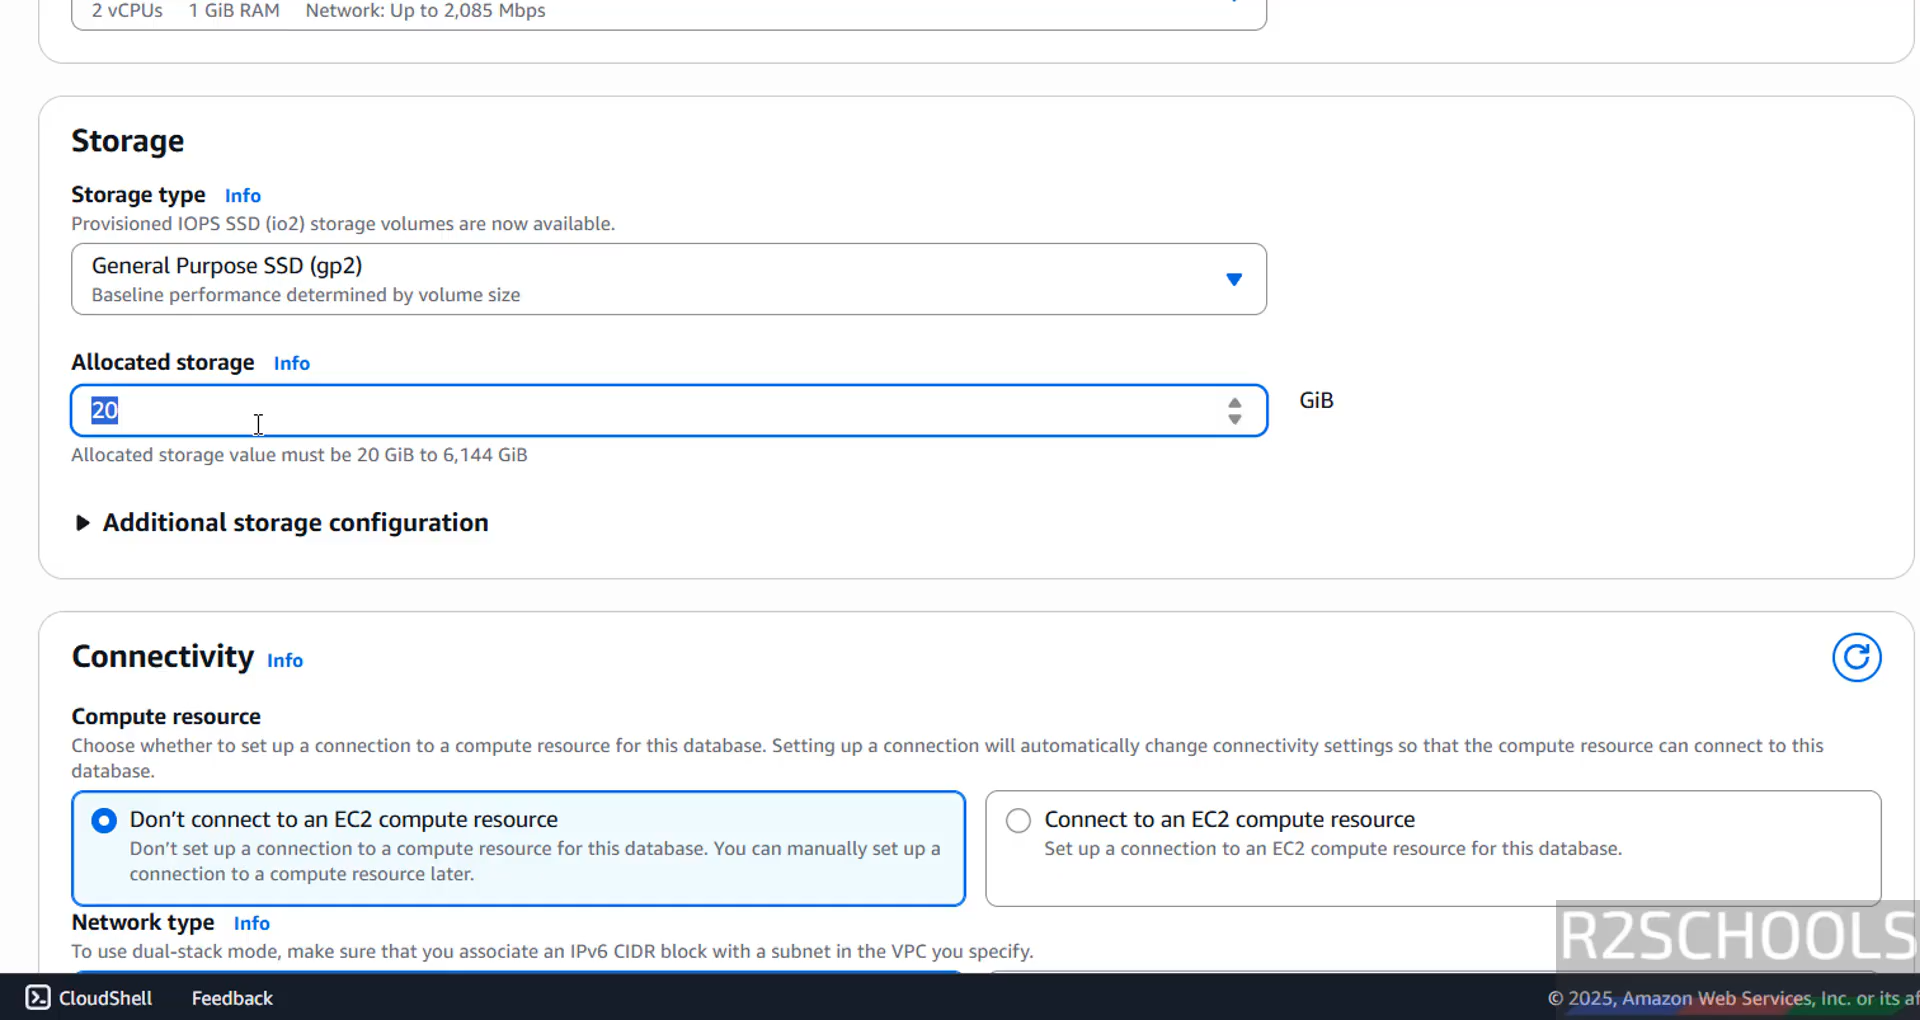 2 vCPUs 1 GiB RAM Network: Up to 2,085 Mbps
Storage
Storage type Info
Provisioned IOPS SSD (io2) storage volumes are now available.
General Purpose SSD (gp2)
Baseline performance determined by volume size
Allocated storage Info
20
GiB
Allocated storage value must be 20 GiB to 6,144 GiB
Additional storage configuration
Connectivity Info
Compute resource
Choose whether to set up a connection to a compute resource for this database. Setting up a connection will automatically change connectivity settings so that the compute resource can connect to this
database.
Don’t connect to an EC2 compute resource
Don’t set up a connection to a compute resource for this database. You can manually set up a
connection to a compute resource later.
Connect to an EC2 compute resource
Set up a connection to an EC2 compute resource for this database.
Network type Info
To use dual-stack mode, make sure that you associate an IPv6 CIDR block with a subnet in the VPC you specify.
R2SCHOOLS
CloudShell Feedback
© 2025, Amazon Web Services, Inc. or its af